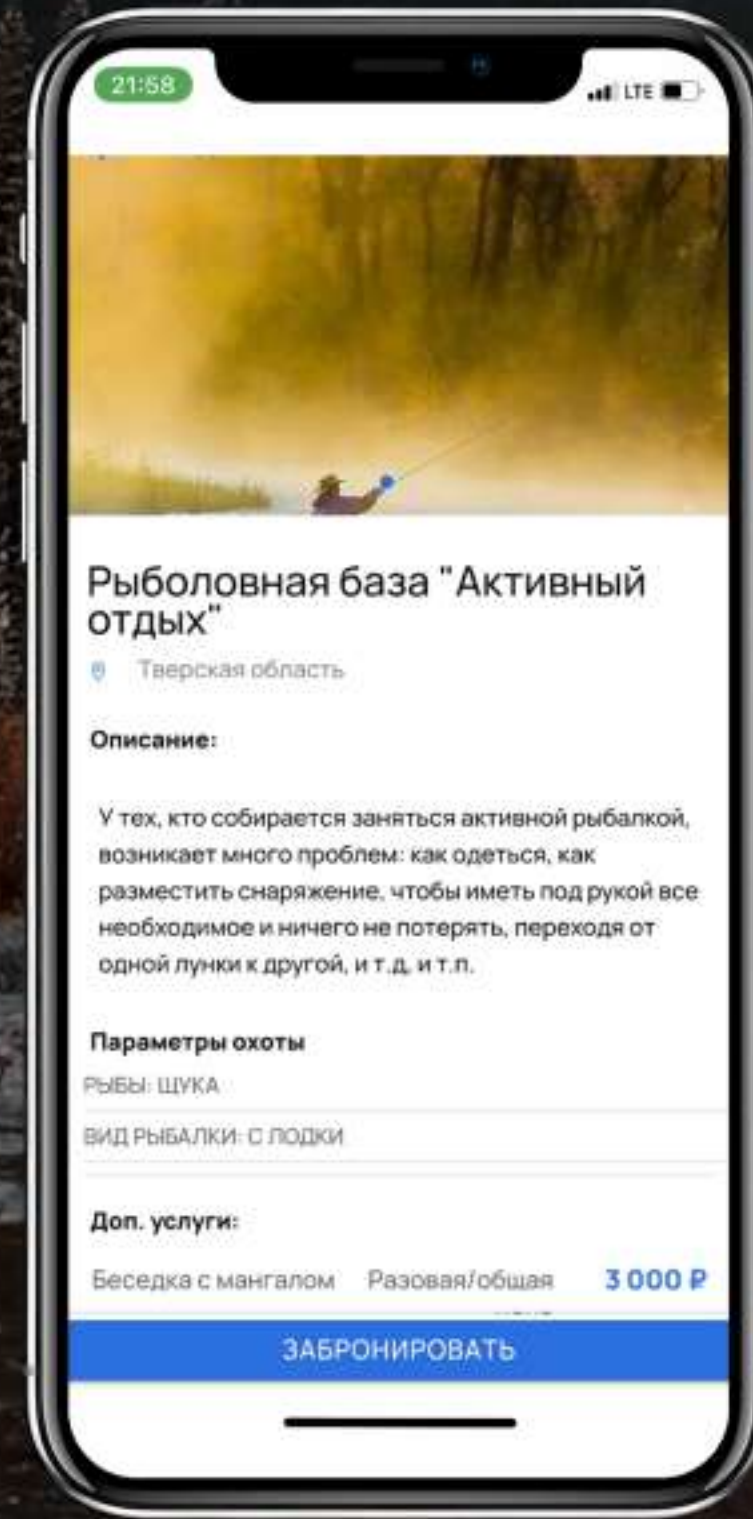 21:58
LTE
Рыболовная база "Активный
отдых"
Тверская область
Описание:
У тех, кто собирается заняться активной рыбалкой,
возникает много проблем: как одеться, как
разместить снаряжение, чтобы иметь под рукой все
необходимое и ничего не потерять, переходя от
одной лунки к другой, и т.д. и т.п.
Параметры охоты
РЫБЫ: ЩУКА
ВИД РЫБАЛКИ: С ЛОДКИ
Доп. услуги:
Беседка с мангалом Разовая/общая 3 000 ₽
ЗАБРОНИРОВАТЬ